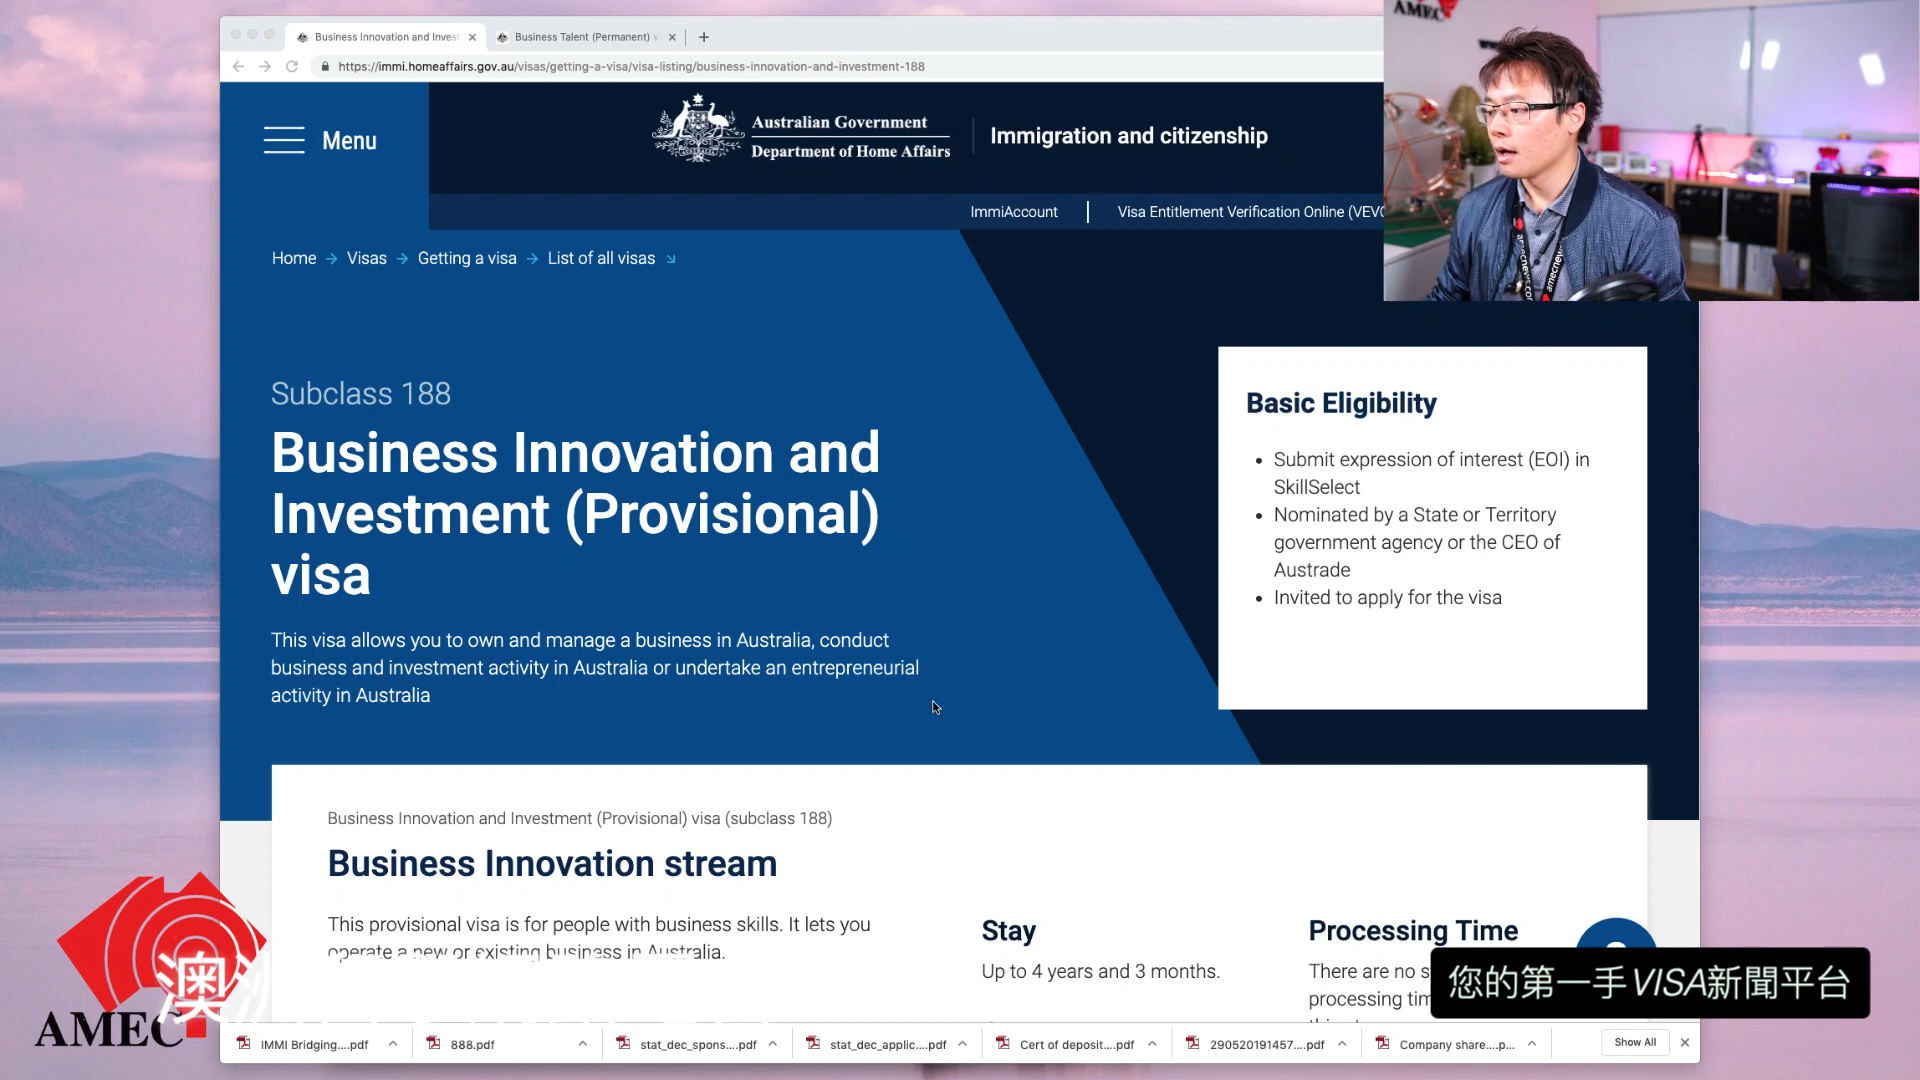 Business Innovation and Invest
Business Talent (Permanent) v
https://immi.homeaffairs.gov.au/visas/getting-a-visa/visa-listing/business-innovation-and-investment-188
AMEC
Menu
Australian Government
Department of Home Affairs
Immigration and citizenship
ImmiAccount
Visa Entitlement Verification Online (VEVO
amecnews.com
amecnews
Home
Visas
Getting a visa
List of all visas
Subclass 188
Business Innovation and
Investment (Provisional)
visa
This visa allows you to own and manage a business in Australia, conduct
business and investment activity in Australia or undertake an entrepreneurial
activity in Australia
Basic Eligibility
Submit expression of interest (EOI) in
SkillSelect
Nominated by a State or Territory
government agency or the CEO of
Austrade
Invited to apply for the visa
Business Innovation and Investment (Provisional) visa (subclass 188)
Business Innovation stream
This provisional visa is for people with business skills. It lets you
operate a new or existing business in Australia.
Stay
Up to 4 years and 3 months.
Processing Time
There are no s
processing tim
澳
AMEC
您的第一手VISA新聞平台
IMMI Bridging....pdf
888.pdf
stat_dec_spons....pdf
stat_dec_applic....pdf
Cert of deposit....pdf
290520191457....pdf
Company share....p...
Show All